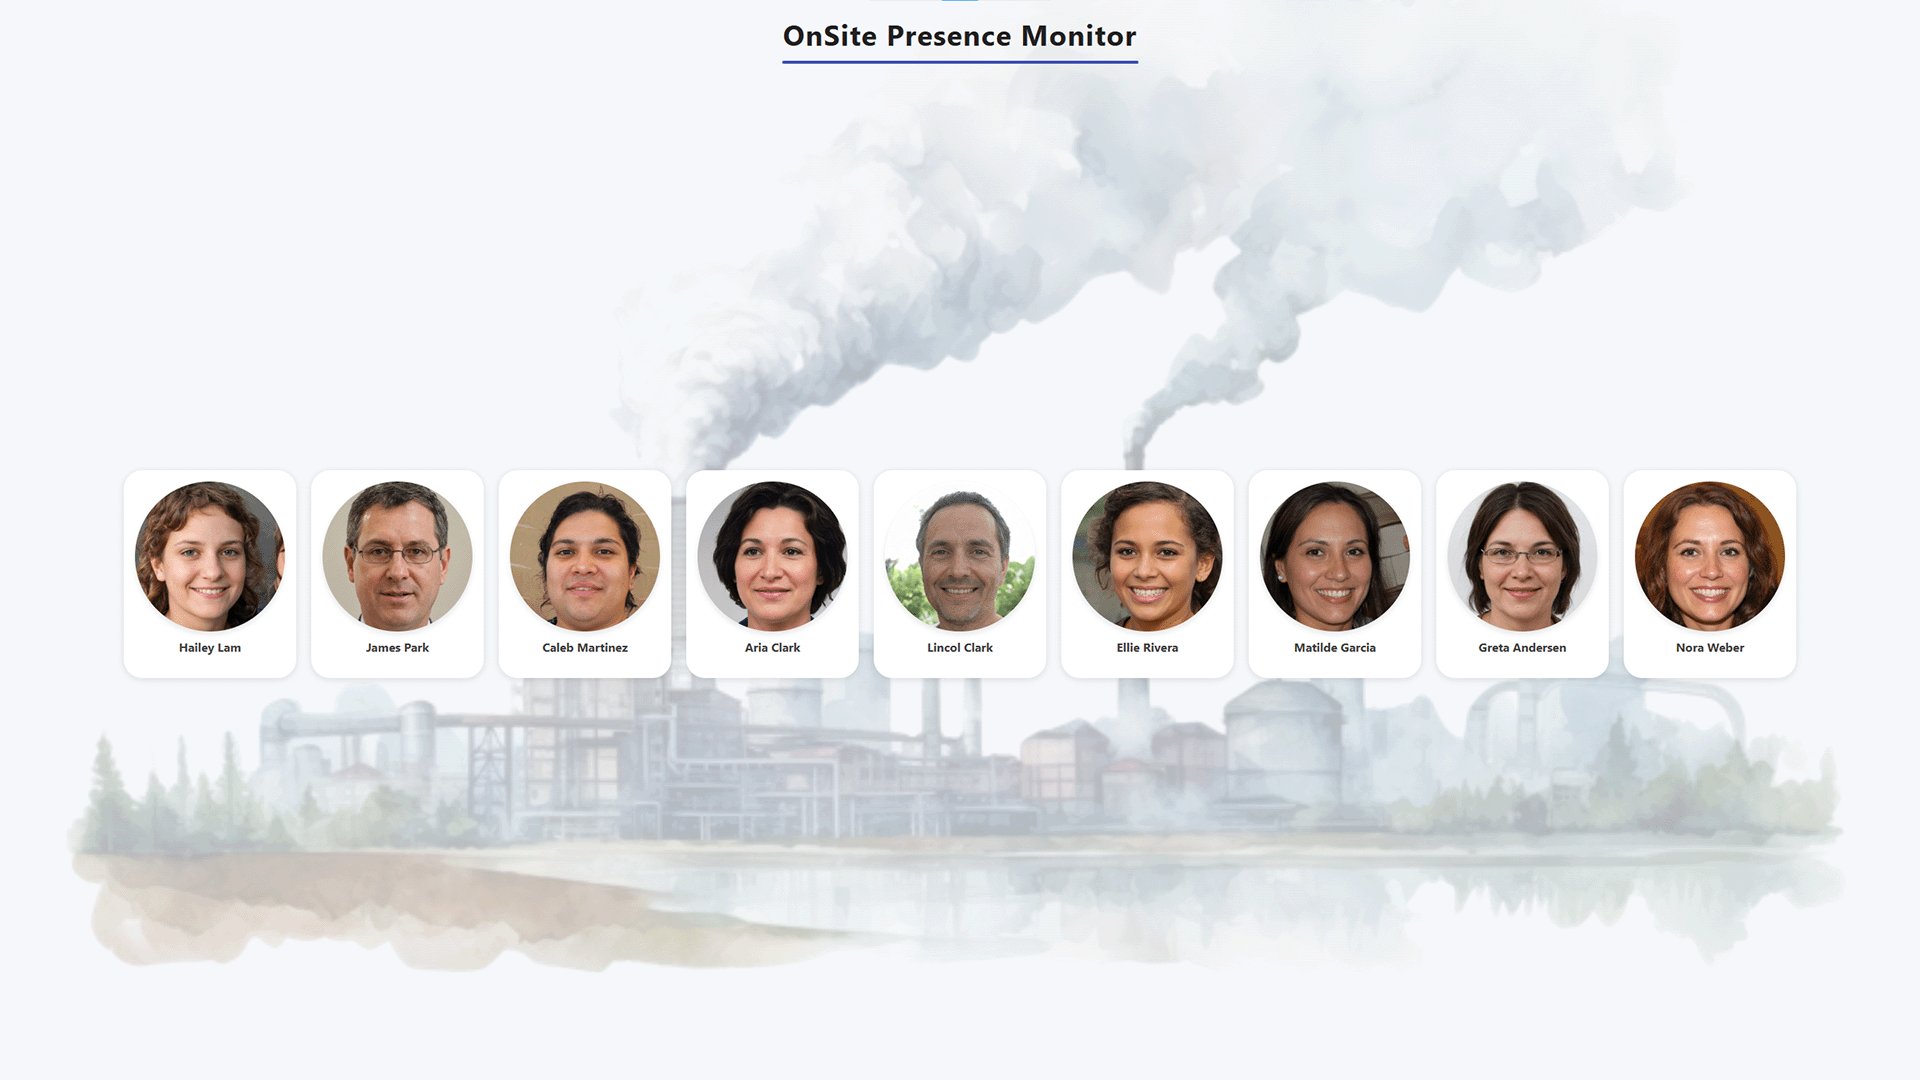 OnSite Presence Monitor
Hailey Lam
James Park
Caleb Martinez
Aria Clark
Lincol Clark
Ellie Rivera
Matilde Garcia
Greta Andersen
Nora Weber